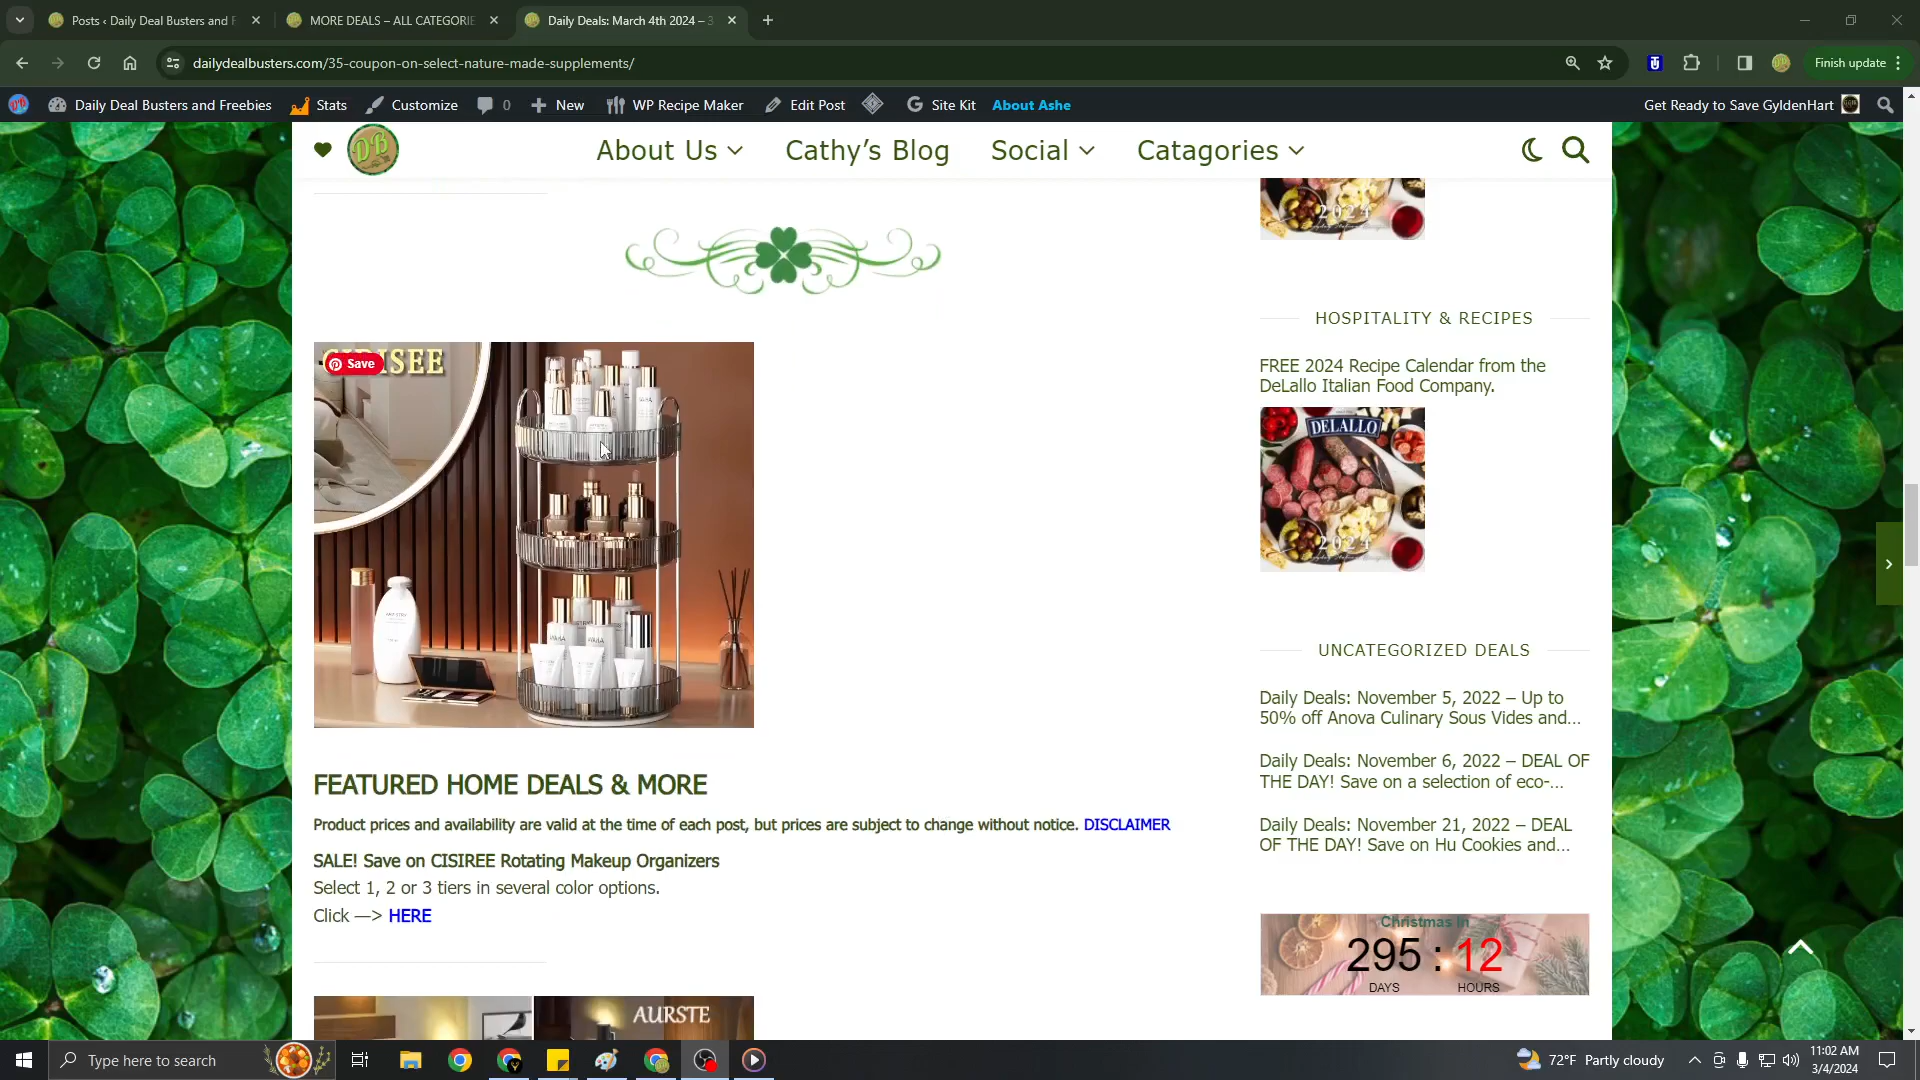 Posts ‹ Daily Deal Busters and F
MORE DEALS – ALL CATEGORIE
Daily Deals: March 4th 2024 – 3
dailydealbusters.com/35-coupon-on-select-nature-made-supplements/
Finish update
Daily Deal Busters and Freebies
Stats
Customize
0
New
WP Recipe Maker
Edit Post
Site Kit
About Ashe
Get Ready to Save GyldenHart
DB
About Us
Cathy's Blog
Social
Catagories
2024
HOSPITALITY & RECIPES
FREE 2024 Recipe Calendar from the
DeLallo Italian Food Company.
DELALLO
2024
Save
ISEE
FEATURED HOME DEALS & MORE
Product prices and availability are valid at the time of each post, but prices are subject to change without notice. DISCLAIMER
SALE! Save on CISIREE Rotating Makeup Organizers
Select 1, 2 or 3 tiers in several color options.
Click —> HERE
AURSTE
UNCATEGORIZED DEALS
Daily Deals: November 5, 2022 – Up to
50% off Anova Culinary Sous Vides and...
Daily Deals: November 6, 2022 – DEAL OF
THE DAY! Save on a selection of eco-...
Daily Deals: November 21, 2022 – DEAL
OF THE DAY! Save on Hu Cookies and...
Christmas in
295 : 12
DAYS HOURS
Type here to search
72°F Partly cloudy
11:02 AM
3/4/2024